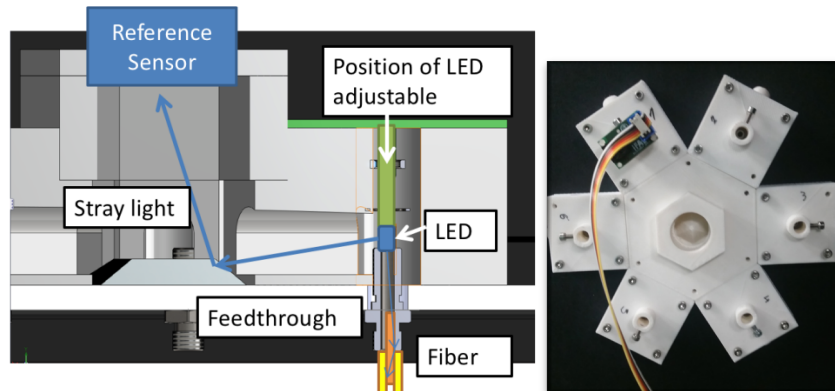 Reference
Sensor
Position of LED
adjustable
Stray light
LED
Feedthrough
Fiber